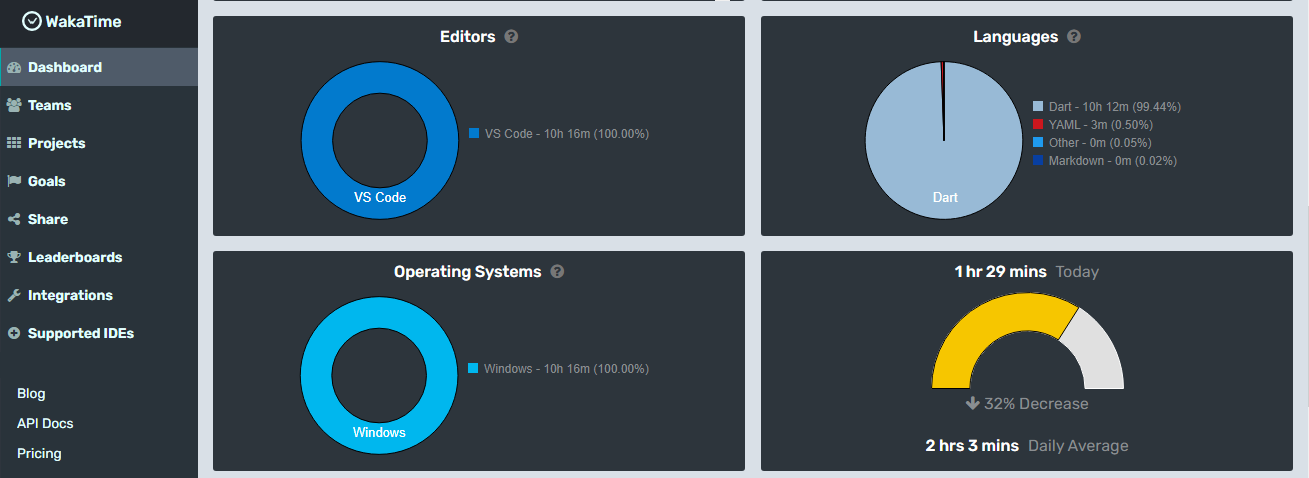 WakaTime
Dashboard
Teams
Projects
Goals
Share
Leaderboards
Integrations
Supported IDEs
Blog
API Docs
Pricing
Editors ?
VS Code - 10h 16m (100.00%)
VS Code
Languages ?
Dart - 10h 12m (99.44%)
YAML - 3m (0.50%)
Other - 0m (0.05%)
Markdown - 0m (0.02%)
Dart
Operating Systems ?
Windows - 10h 16m (100.00%)
Windows
1 hr 29 mins Today
32% Decrease
2 hrs 3 mins Daily Average